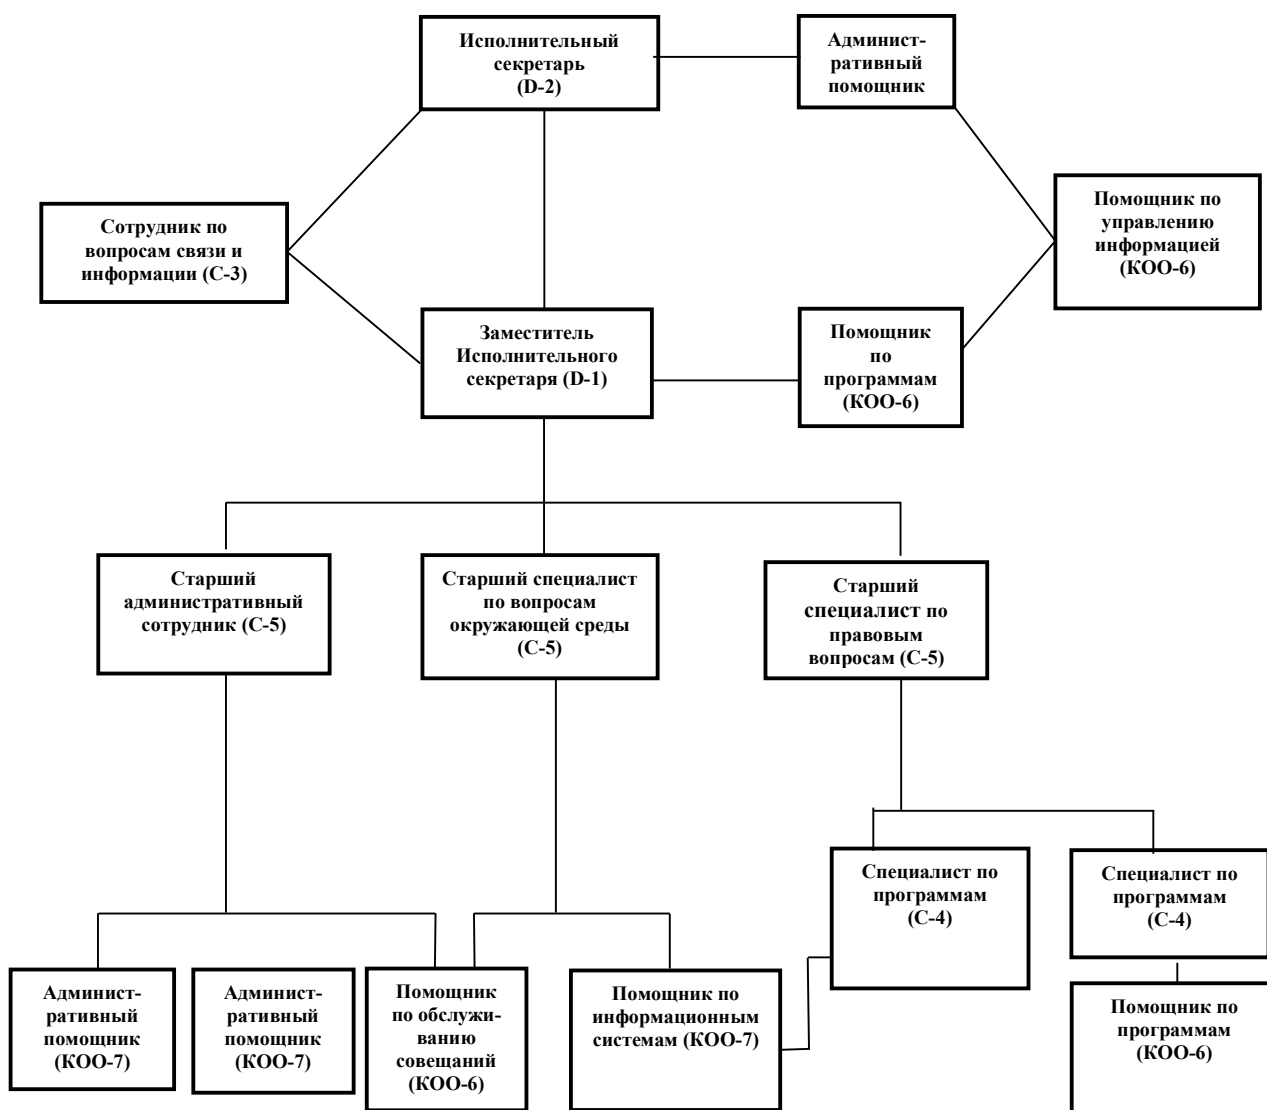 Исполнительный
секретарь
(D-2)
Админист-
ративный
помощник
Сотрудник по
вопросам связи и
информации (С-3)
Помощник по
управлению
информацией
(КОО-6)
Заместитель
Исполнительного
секретаря (D-1)
Помощник
по
программам
(КОО-6)
Старший
административный
сотрудник (С-5)
Старший специалист
по вопросам
окружающей среды
(С-5)
Старший
специалист по
правовым
вопросам (С-5)
Специалист по
программам
(С-4)
Специалист по
программам
(С-4)
Админист-
ративный
помощник
(КОО-7)
Админист-
ративный
помощник
(КОО-7)
Помощник
по обслужи-
ванию
совещаний
(КОО-6)
Помощник по
информационным
системам (КОО-7)
Помощник по
программам
(КОО-6)